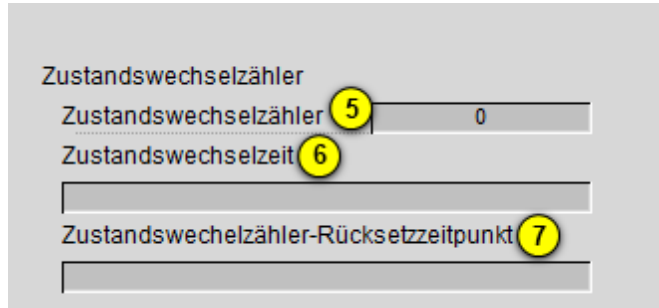 Zustandswechselzähler
Zustandswechselzähler 5 0
Zustandswechselzeit 6
Zustandswechelzähler-Rücksetzzeitpunkt 7